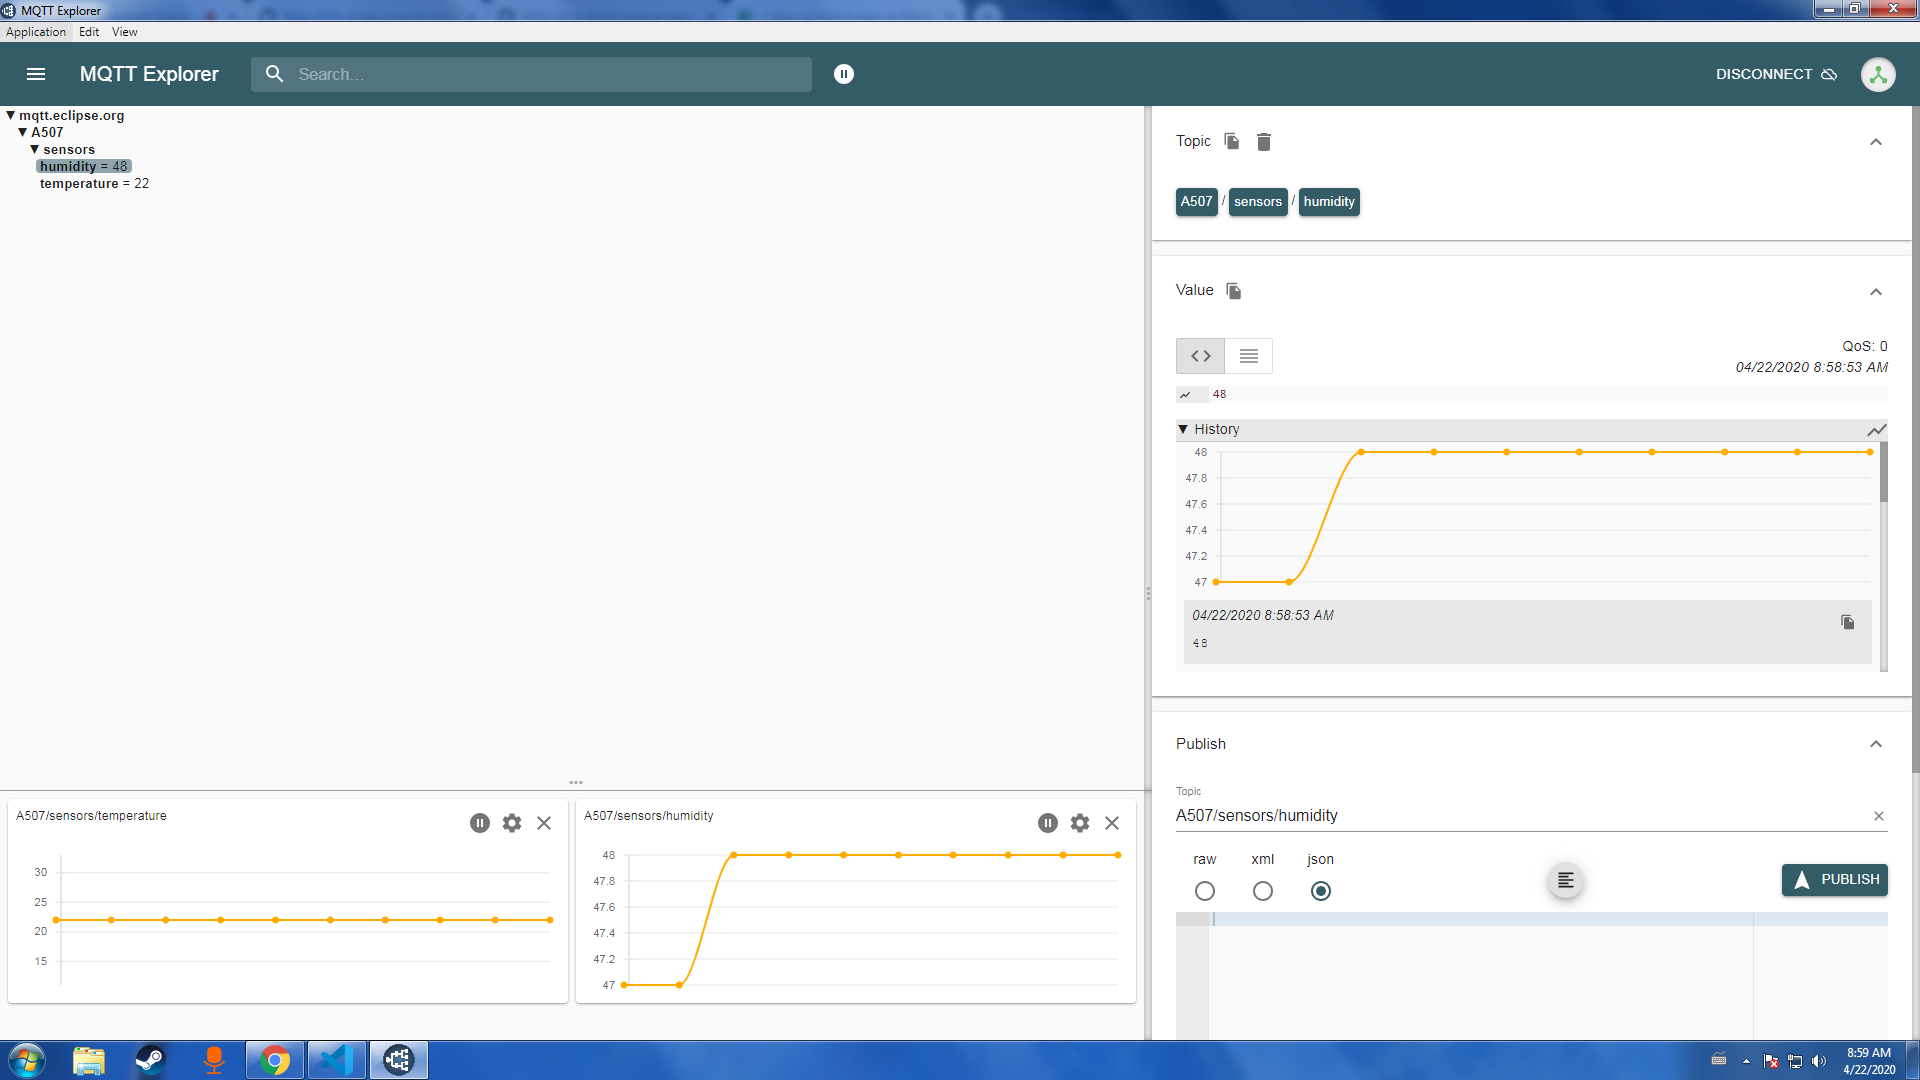 MQTT Explorer
Application Edit View
MQTT Explorer
Search...
DISCONNECT
▼ mqtt.eclipse.org
▼ A507
▼ sensors
humidity = 48
temperature = 22
Topic
A507 / sensors / humidity
Value
QoS: 0
04/22/2020 8:58:53 AM
48
▼ History
48
47.8
47.6
47.4
47.2
47
04/22/2020 8:58:53 AM
48
Publish
Topic
A507/sensors/humidity
raw xml json
PUBLISH
A507/sensors/temperature
30
25
20
15
A507/sensors/humidity
48
47.8
47.6
47.4
47.2
47
8:59 AM
4/22/2020